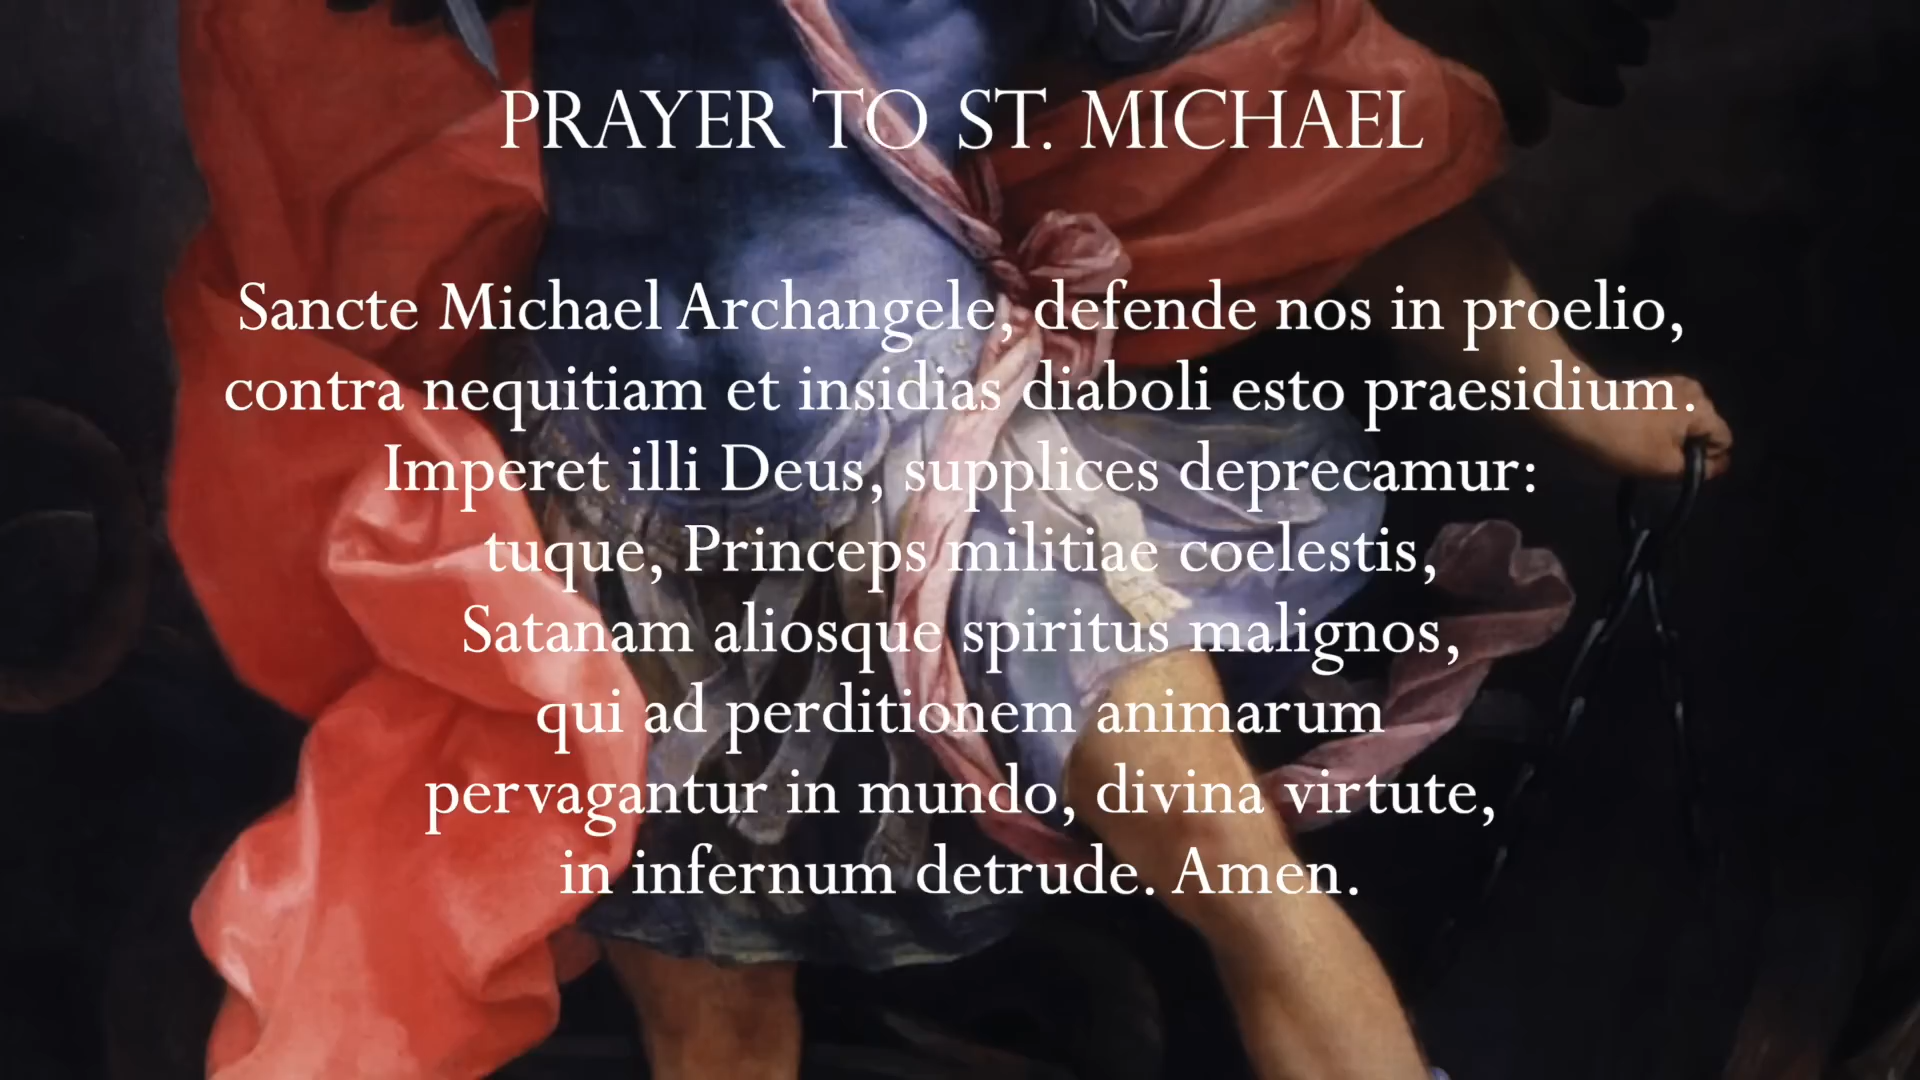 PRAYER TO ST. MICHAEL
Sancte Michael Archangele, defende nos in proelio,
contra nequitiam et insidias diaboli esto praesidium.
Imperet illi Deus, supplices deprecamur:
tuque, Princeps militiae coelestis,
Satanam aliosque spiritus malignos,
qui ad perditionem animarum
pervagantur in mundo, divina virtute,
in infernum detrude. Amen.